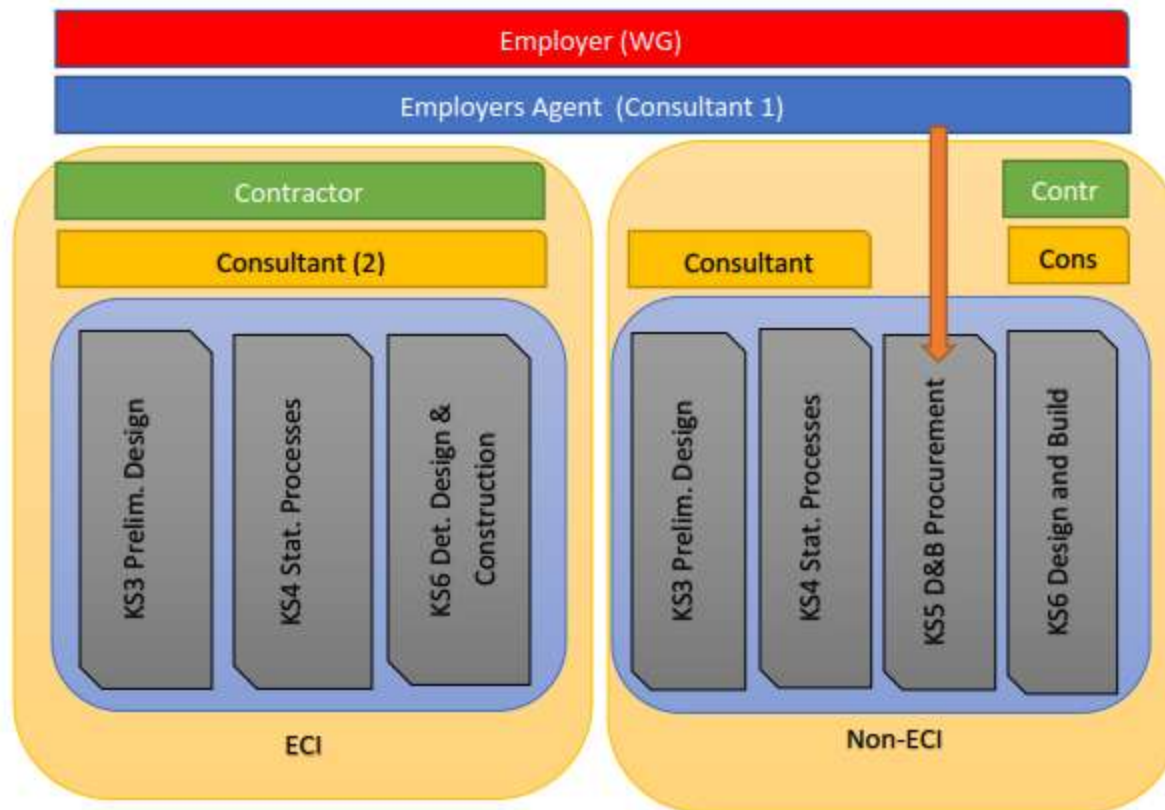 Employer (WG)
Employers Agent (Consultant 1)
Contractor
Consultant (2)
KS3 Prelim. Design
KS4 Stat. Processes
KS6 Det. Design &
Construction
ECI
Contr
Consultant
Cons
KS3 Prelim. Design
KS4 Stat. Processes
KS5 D&B Procurement
KS6 Design and Build
Non-ECI